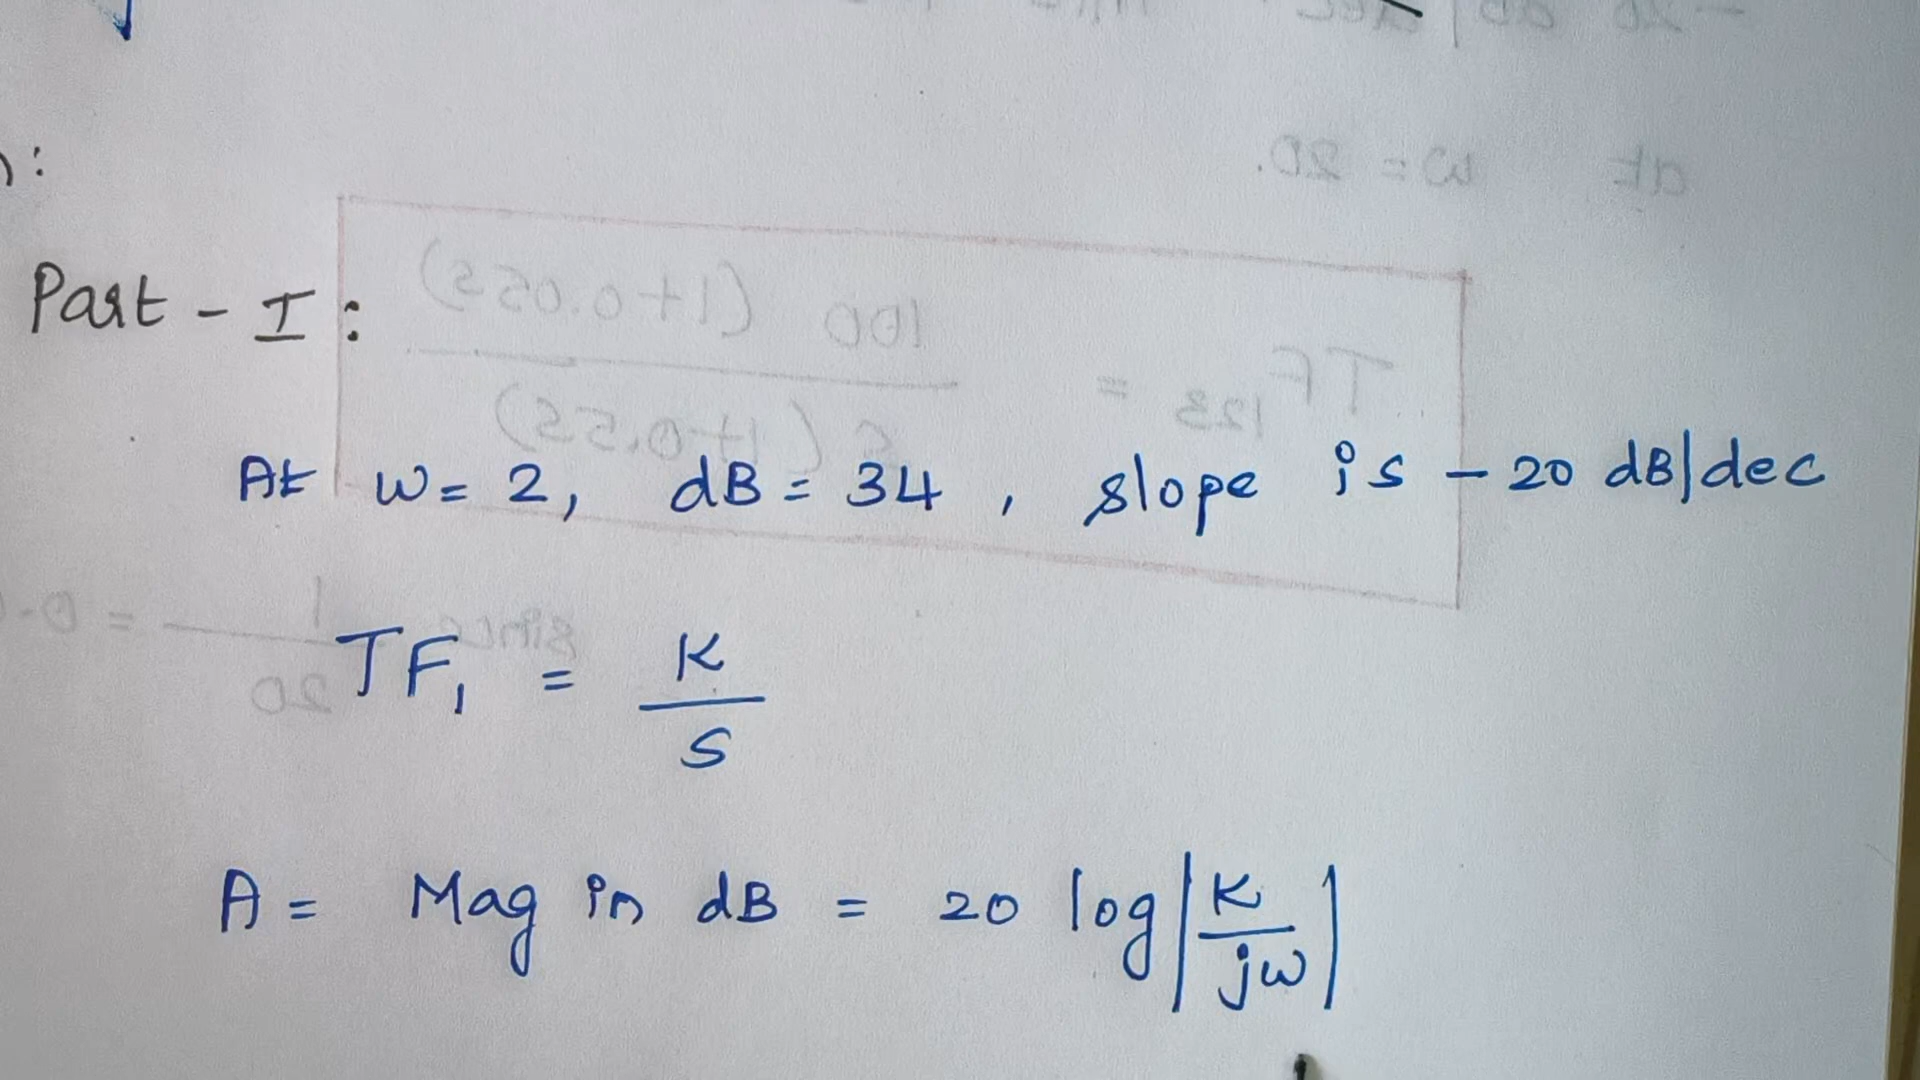 Part - I :
At w = 2, dB = 34 , slope is - 20 dB/dec
TF₁ = K/S
A = Mag in dB = 20 log |K/jw|